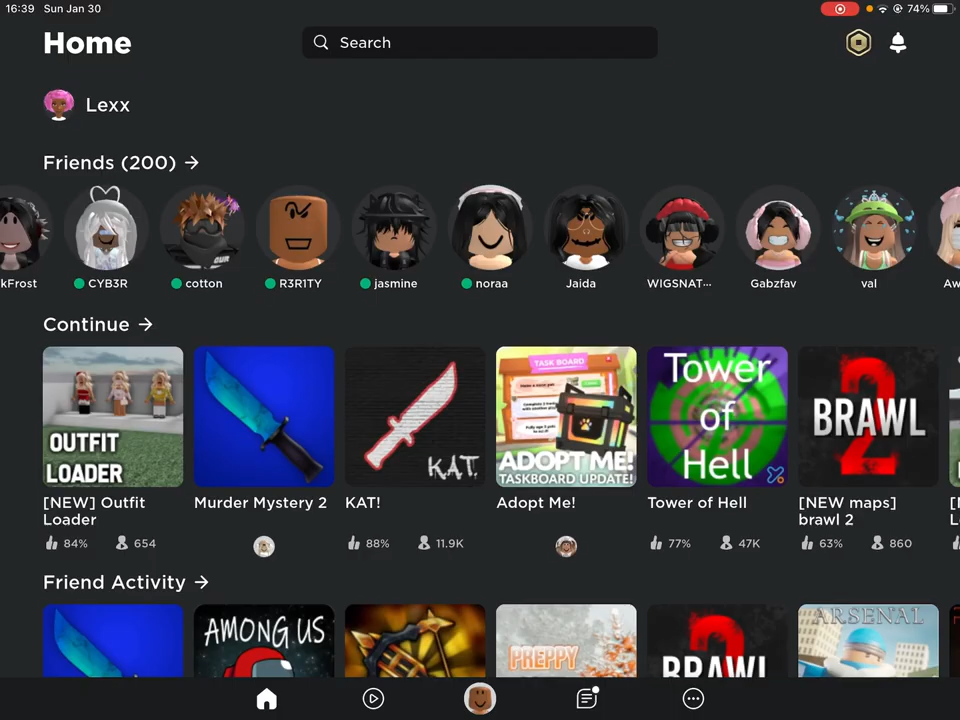 16:39 Sun Jan 30 74%
Home
Search
Lexx
Friends (200) →
kFrost CYB3R cotton R3R1TY jasmine noraa Jaida WIGSNAT... Gabzfav val Aw
Continue →
OUTFIT LOADER
KAT.
TASK BOARD
ADOPT ME!
TASKBOARD UPDATE!
Tower of Hell
2 BRAWL
[NEW] Outfit Loader
Murder Mystery 2
KAT!
Adopt Me!
Tower of Hell
[NEW maps] brawl 2
84% 654
88% 11.9K
77% 47K
63% 860
Friend Activity →
AMONG US
PREPPY
BRAWL
ARSENAL